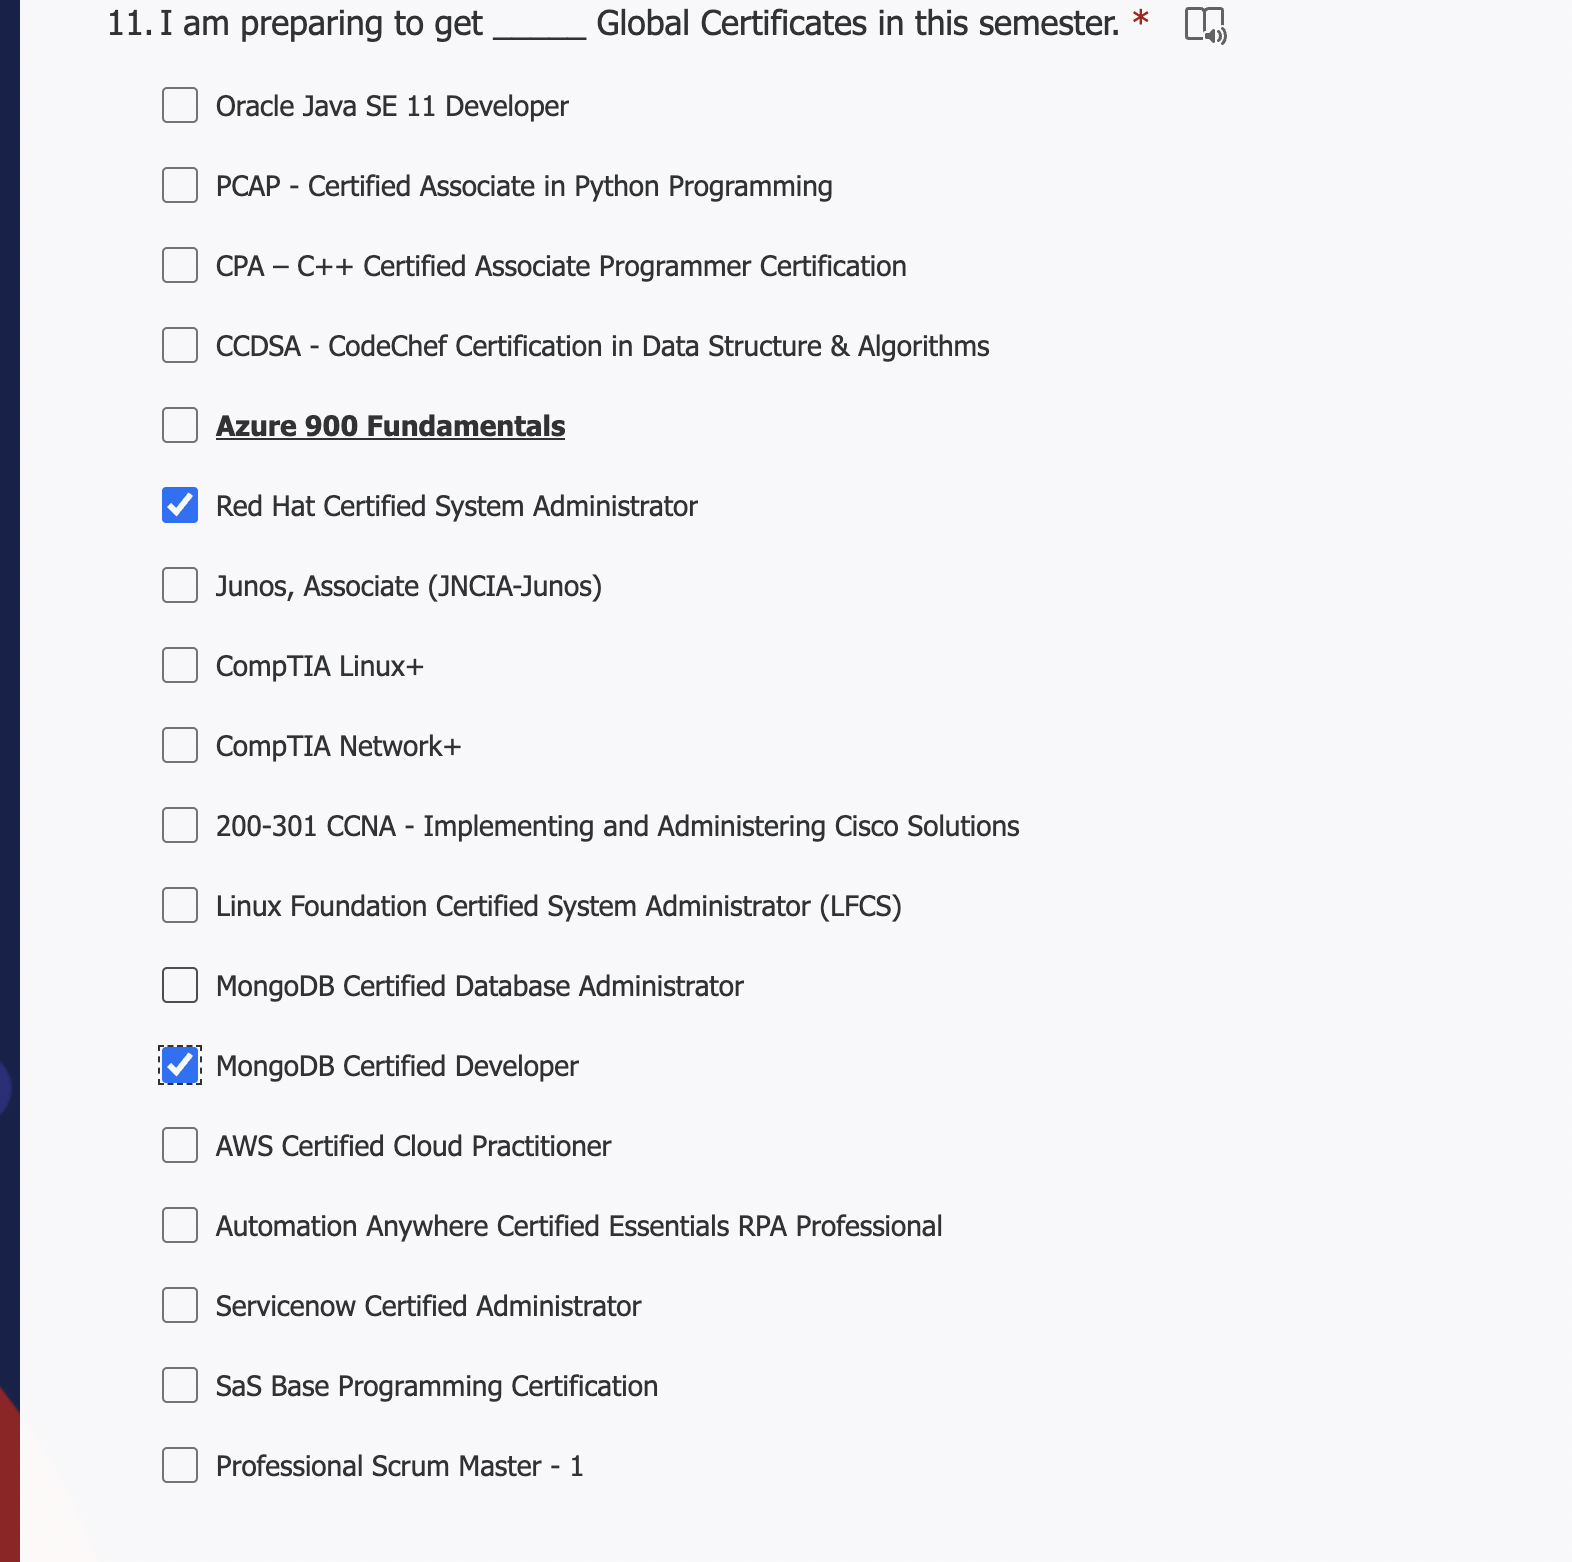 11. I am preparing to get _____ Global Certificates in this semester. *
Oracle Java SE 11 Developer
PCAP - Certified Associate in Python Programming
CPA – C++ Certified Associate Programmer Certification
CCDSA - CodeChef Certification in Data Structure & Algorithms
Azure 900 Fundamentals
Red Hat Certified System Administrator
Junos, Associate (JNCIA-Junos)
CompTIA Linux+
CompTIA Network+
200-301 CCNA - Implementing and Administering Cisco Solutions
Linux Foundation Certified System Administrator (LFCS)
MongoDB Certified Database Administrator
MongoDB Certified Developer
AWS Certified Cloud Practitioner
Automation Anywhere Certified Essentials RPA Professional
Servicenow Certified Administrator
SaS Base Programming Certification
Professional Scrum Master - 1